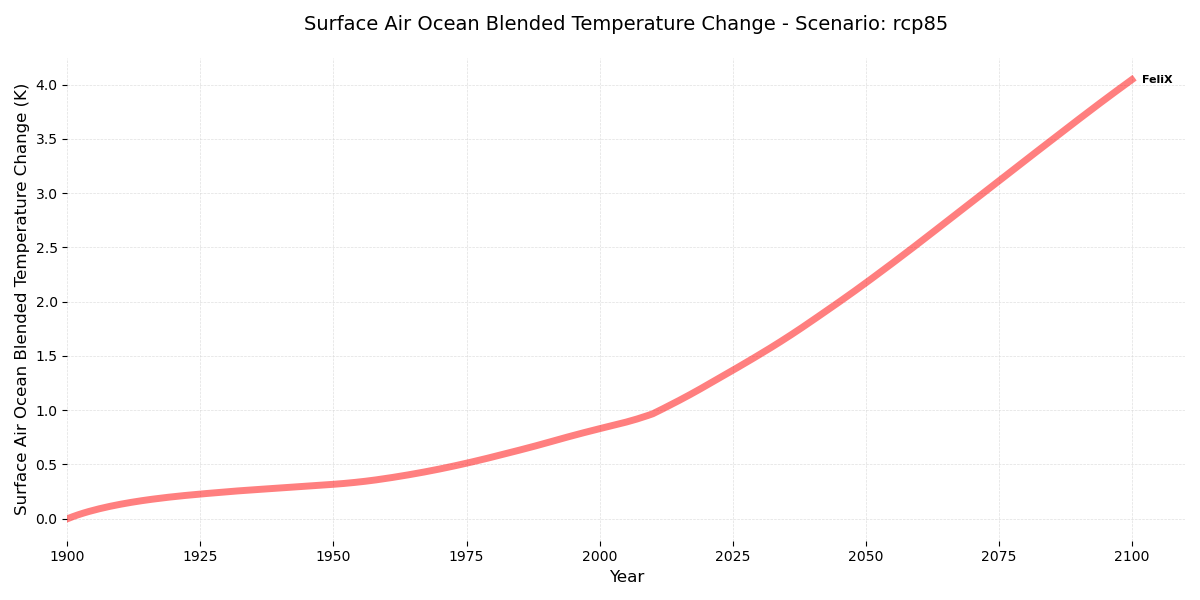 Surface Air Ocean Blended Temperature Change - Scenario: rcp85
Surface Air Ocean Blended Temperature Change (K)
4.0
3.5
3.0
2.5
2.0
1.5
1.0
0.5
0.0
FeliX
1900 1925 1950 1975 2000 2025 2050 2075 2100
Year